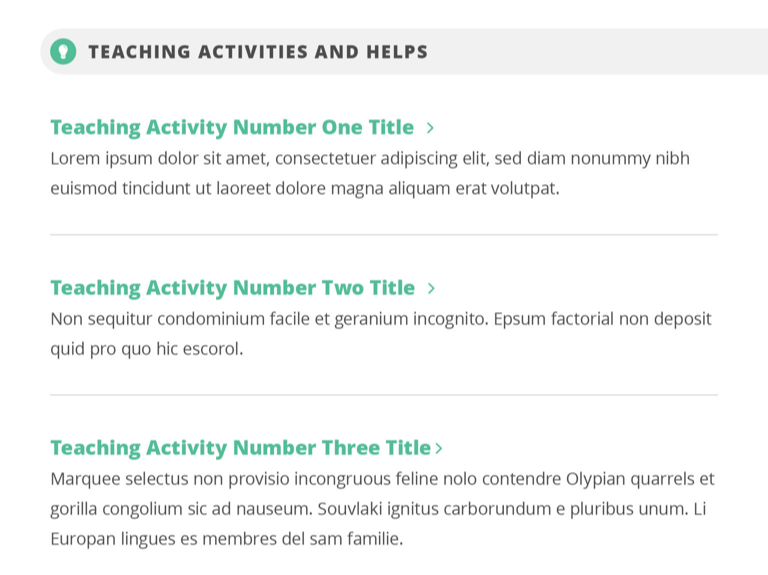 TEACHING ACTIVITIES AND HELPS
Teaching Activity Number One Title >
Lorem ipsum dolor sit amet, consectetuer adipiscing elit, sed diam nonummy nibh
euismod tincidunt ut laoreet dolore magna aliquam erat volutpat.
Teaching Activity Number Two Title >
Non sequitur condominium facile et geranium incognito. Epsum factorial non deposit
quid pro quo hic escorol.
Teaching Activity Number Three Title >
Marquee selectus non provisio incongruous feline nolo contendre Olypian quarrels et
gorilla congolium sic ad nauseum. Souvlaki ignitus carborundum e pluribus unum. Li
Europan lingues es membres del sam familie.